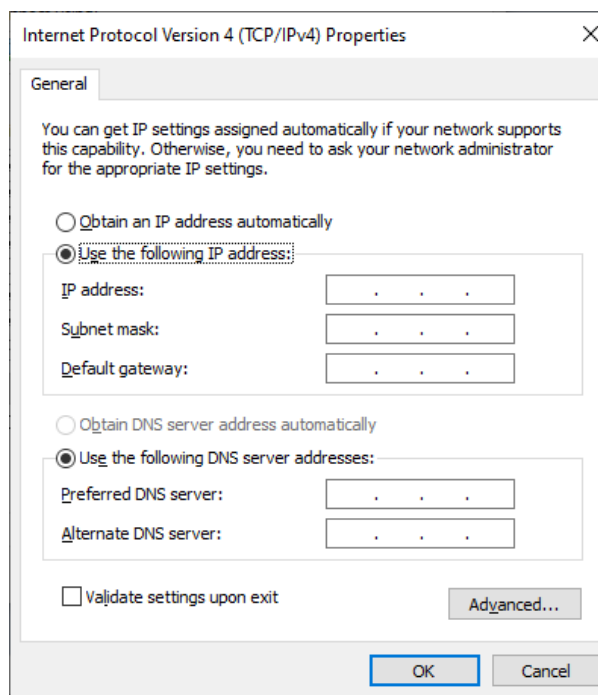 Internet Protocol Version 4 (TCP/IPv4) Properties
General
You can get IP settings assigned automatically if your network supports
this capability. Otherwise, you need to ask your network administrator
for the appropriate IP settings.
Obtain an IP address automatically
Use the following IP address:
IP address:
Subnet mask:
Default gateway:
Obtain DNS server address automatically
Use the following DNS server addresses:
Preferred DNS server:
Alternate DNS server:
Validate settings upon exit
Advanced...
OK
Cancel